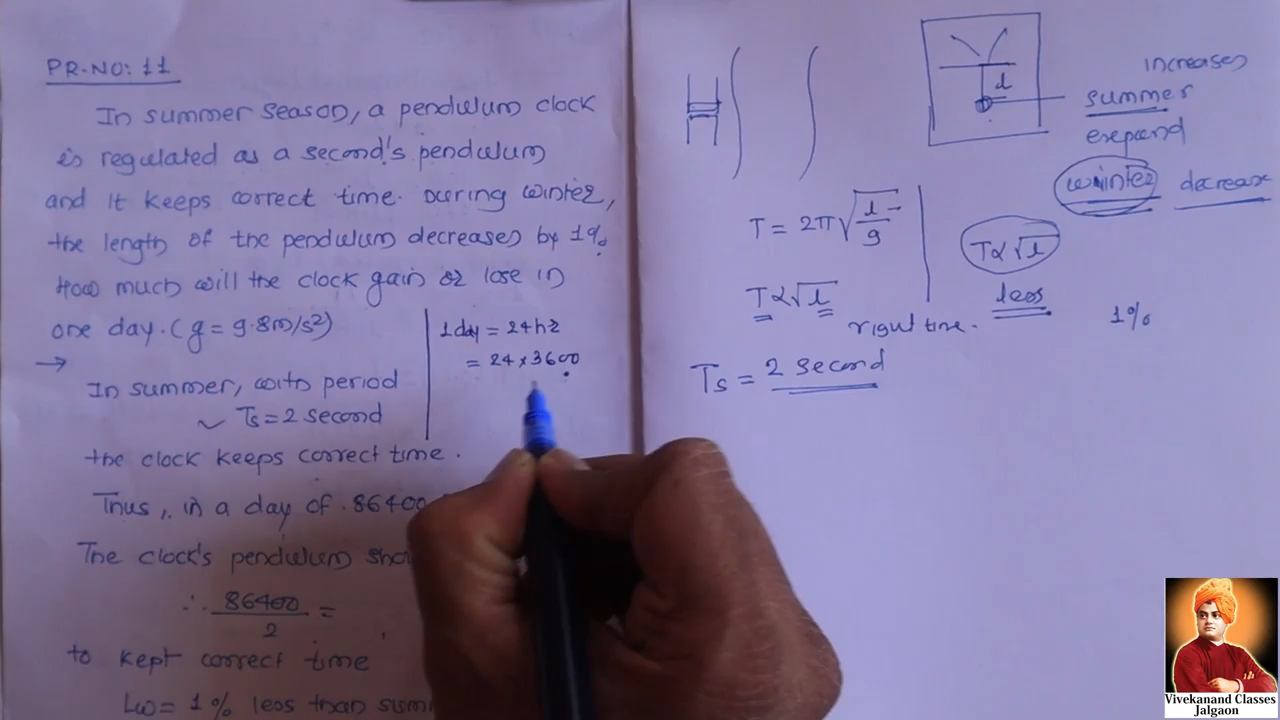 PR.NO: 11
In summer season, a pendulum clock
is regulated as a second's pendulum
and it keeps correct time. During winter,
the length of the pendulum decreases by 1%.
How much will the clock gain or lose in
one day. (g = 9.8m/s²)
→ In summer, with period
Ts = 2 second
the clock keeps correct time.
Thus, in a day of 86400
The clock's pendulum
∴ 86400/2 =
to kept correct time
Lw = 1% less than
1 day = 24 hr
= 24 × 3600
l
increases
summer
expand
winter decrease
T = 2π√(l/g)
T ∝ √l
T ∝ √l
less
right time.
1%
Ts = 2 second
Vivekanand Classes
Jalgaon